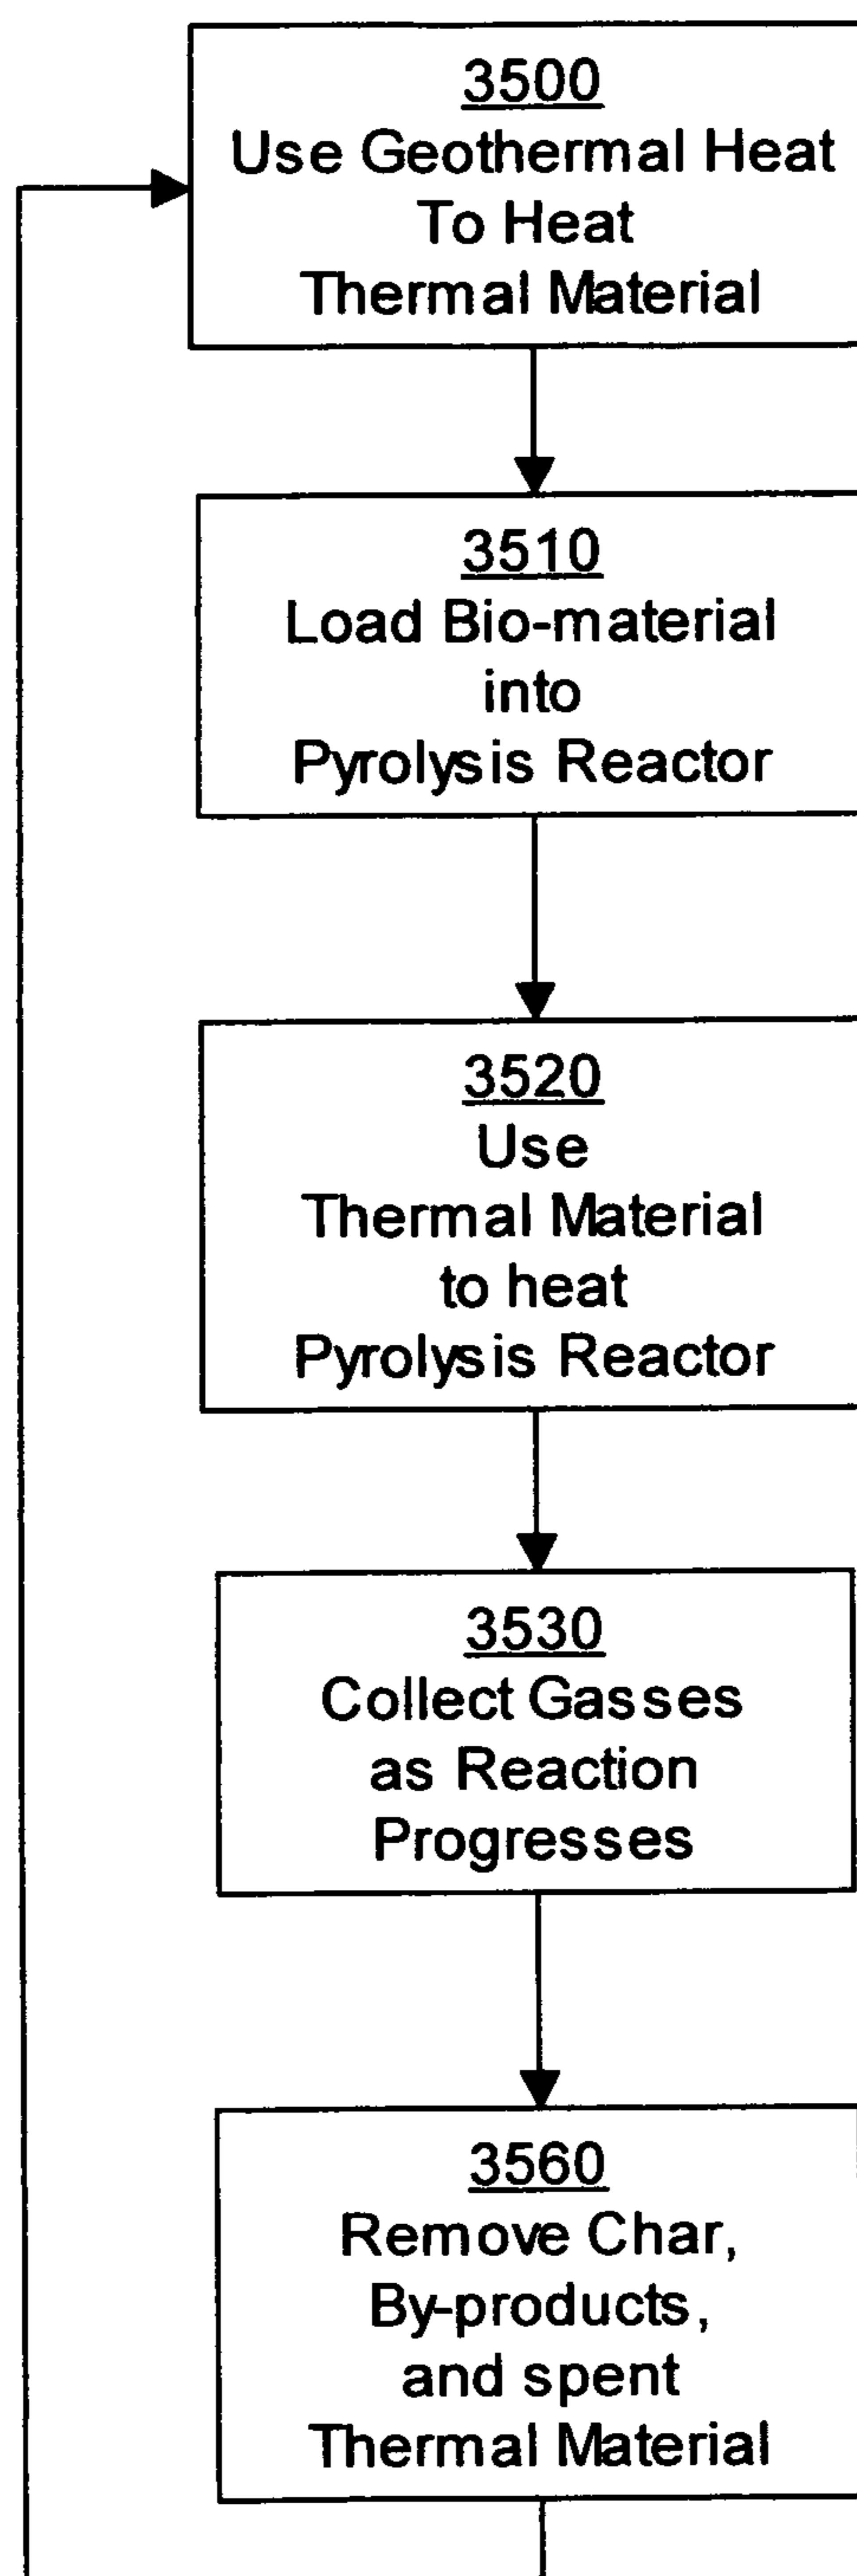 3500
Use Geothermal Heat
To Heat
Thermal Material
3510
Load Bio-material
into
Pyrolysis Reactor
3520
Use
Thermal Material
to heat
Pyrolysis Reactor
3530
Collect Gasses
as Reaction
Progresses
3560
Remove Char,
By-products,
and spent
Thermal Material